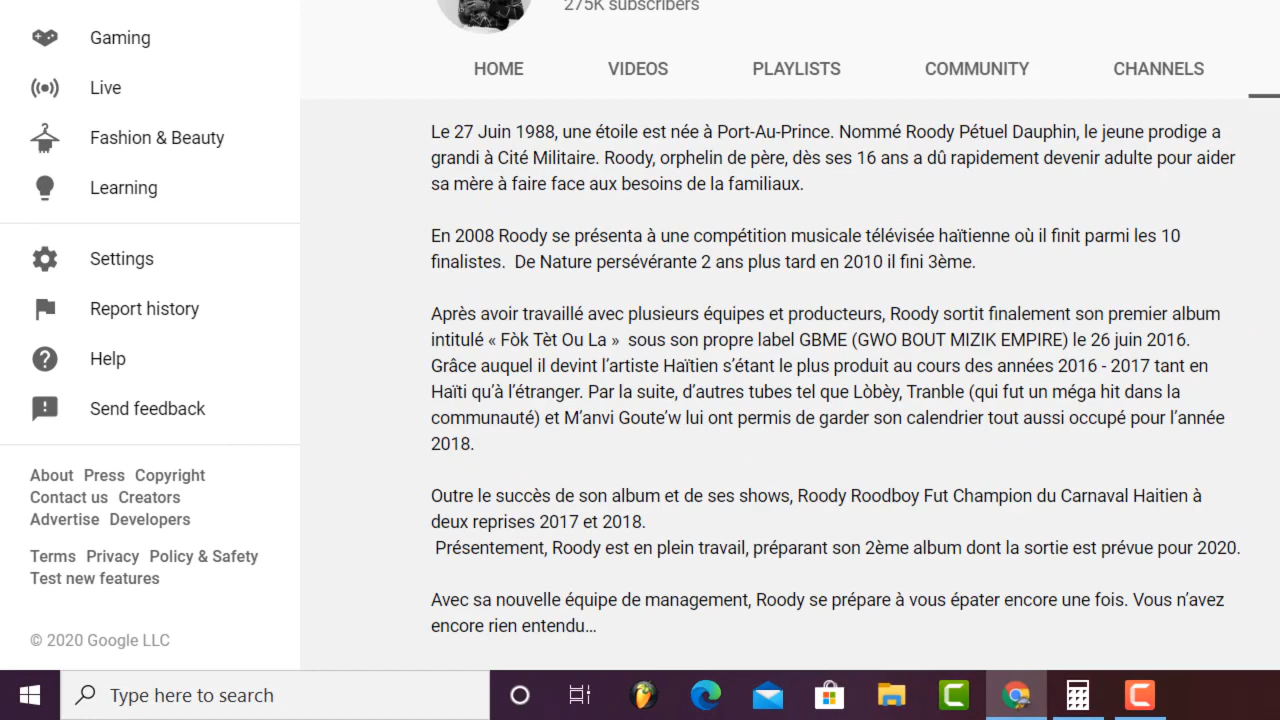 275K subscribers
HOME VIDEOS PLAYLISTS COMMUNITY CHANNELS
Gaming
Live
Fashion & Beauty
Learning
Settings
Report history
Help
Send feedback
About Press Copyright
Contact us Creators
Advertise Developers
Terms Privacy Policy & Safety
Test new features
© 2020 Google LLC
Le 27 Juin 1988, une étoile est née à Port-Au-Prince. Nommé Roody Pétuel Dauphin, le jeune prodige a
grandi à Cité Militaire. Roody, orphelin de père, dès ses 16 ans a dû rapidement devenir adulte pour aider
sa mère à faire face aux besoins de la familiaux.
En 2008 Roody se présenta à une compétition musicale télévisée haïtienne où il finit parmi les 10
finalistes.  De Nature persévérante 2 ans plus tard en 2010 il fini 3ème.
Après avoir travaillé avec plusieurs équipes et producteurs, Roody sortit finalement son premier album
intitulé « Fòk Tèt Ou La »  sous son propre label GBME (GWO BOUT MIZIK EMPIRE) le 26 juin 2016.
Grâce auquel il devint l’artiste Haïtien s’étant le plus produit au cours des années 2016 - 2017 tant en
Haïti qu’à l’étranger. Par la suite, d’autres tubes tel que Lòbèy, Tranble (qui fut un méga hit dans la
communauté) et M’anvi Goute’w lui ont permis de garder son calendrier tout aussi occupé pour l’année
2018.
Outre le succès de son album et de ses shows, Roody Roodboy Fut Champion du Carnaval Haitien à
deux reprises 2017 et 2018.
Présentement, Roody est en plein travail, préparant son 2ème album dont la sortie est prévue pour 2020.
Avec sa nouvelle équipe de management, Roody se prépare à vous épater encore une fois. Vous n’avez
encore rien entendu…
Type here to search